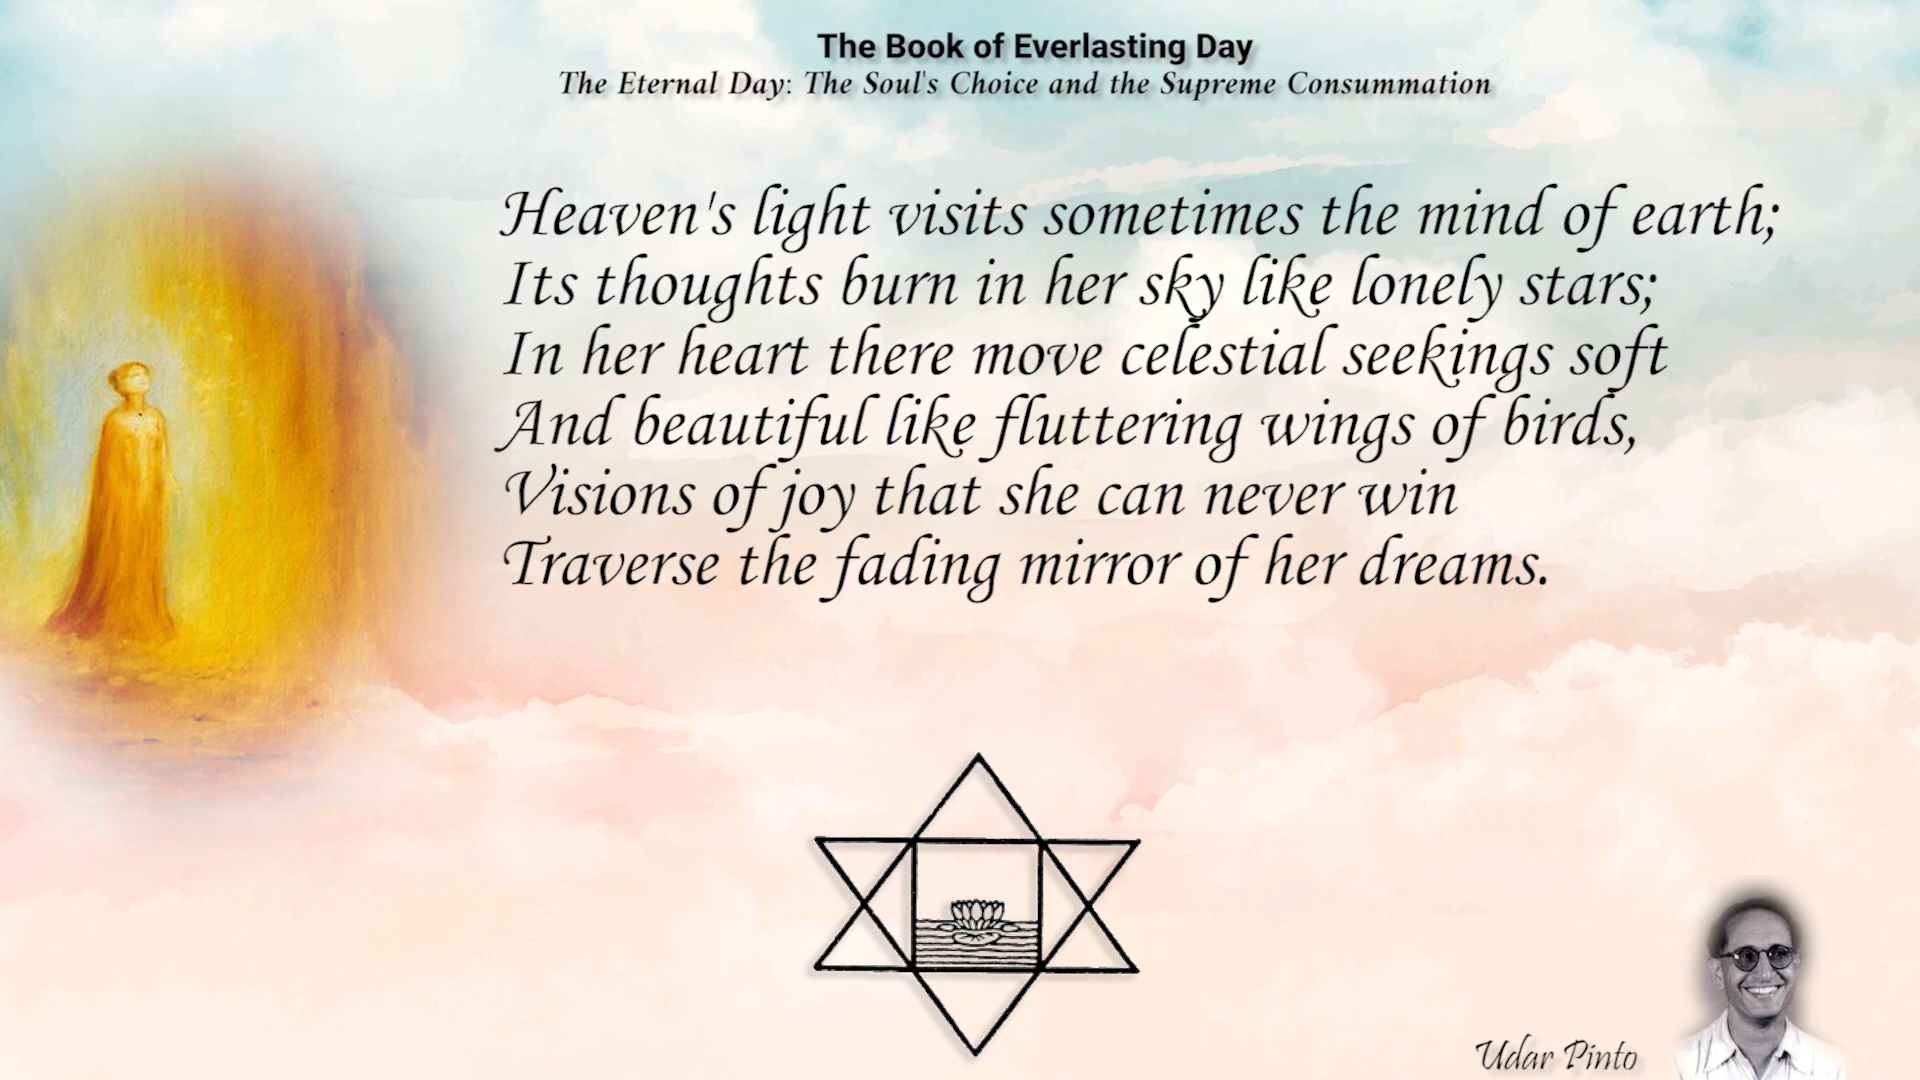 The Book of Everlasting Day
The Eternal Day: The Soul's Choice and the Supreme Consummation
Heaven's light visits sometimes the mind of earth;
Its thoughts burn in her sky like lonely stars;
In her heart there move celestial seekings soft
And beautiful like fluttering wings of birds,
Visions of joy that she can never win
Traverse the fading mirror of her dreams.
Udar Pinto